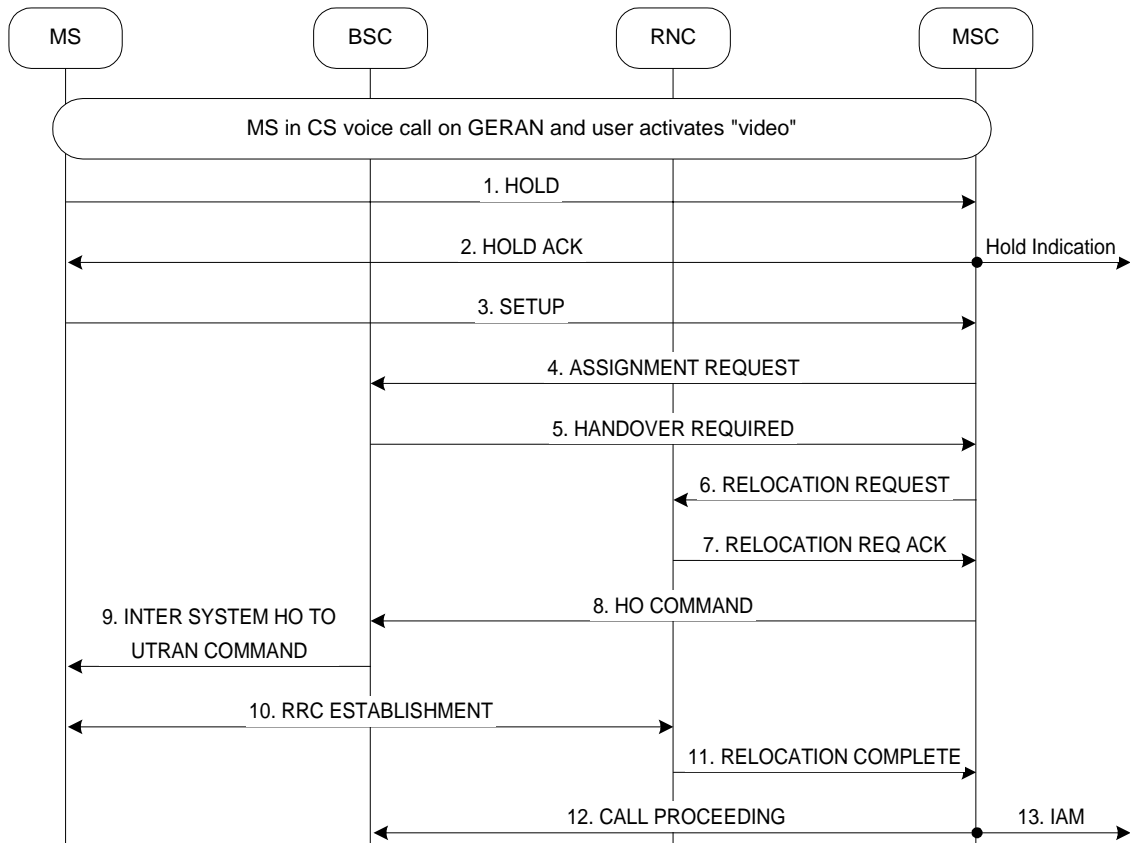 MS
BSC
RNC
MSC
MS in CS voice call on GERAN and user activates "video"
1. HOLD
2. HOLD ACK
Hold Indication
3. SETUP
4. ASSIGNMENT REQUEST
5. HANDOVER REQUIRED
6. RELOCATION REQUEST
7. RELOCATION REQ ACK
8. HO COMMAND
9. INTER SYSTEM HO TO
UTRAN COMMAND
10. RRC ESTABLISHMENT
11. RELOCATION COMPLETE
12. CALL PROCEEDING
13. IAM